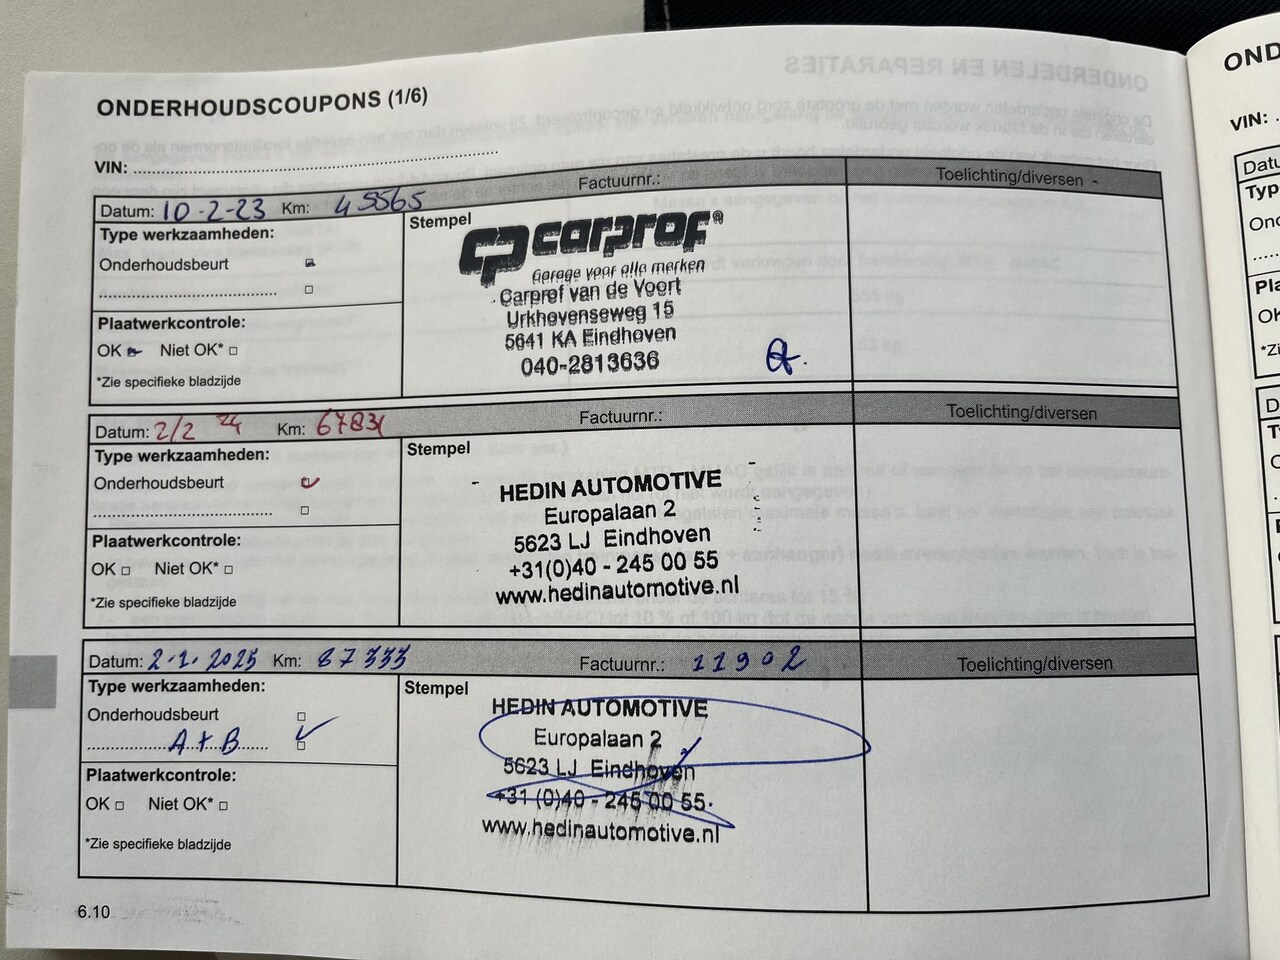 ONDERDELEN EN REPARATIES
ONDERHOUDSCOUPONS (1/6)
VIN:
Datum: 10-2-23 Km: 45565 Factuurnr.: Toelichting/diversen
Type werkzaamheden:
Onderhoudsbeurt
Plaatwerkcontrole:
OK Niet OK*
*Zie specifieke bladzijde
Stempel
carprof®
Garage voor alle merken
Carprof van de Voort
Urkhovenseweg 15
5641 KA Eindhoven
040-2813636
Datum: 2/2 24 Km: 67831 Factuurnr.: Toelichting/diversen
Type werkzaamheden:
Onderhoudsbeurt
Plaatwerkcontrole:
OK Niet OK*
*Zie specifieke bladzijde
Stempel
HEDIN AUTOMOTIVE
Europalaan 2
5623 LJ Eindhoven
+31(0)40 - 245 00 55
www.hedinautomotive.nl
Datum: 2.1.2025 Km: 87333 Factuurnr.: 11902 Toelichting/diversen
Type werkzaamheden:
Onderhoudsbeurt
A+B
Plaatwerkcontrole:
OK Niet OK*
*Zie specifieke bladzijde
Stempel
HEDIN AUTOMOTIVE
Europalaan 2
5623 LJ Eindhoven
+31(0)40 - 245 00 55
www.hedinautomotive.nl
6.10
OND
VIN:
Datu
Typ